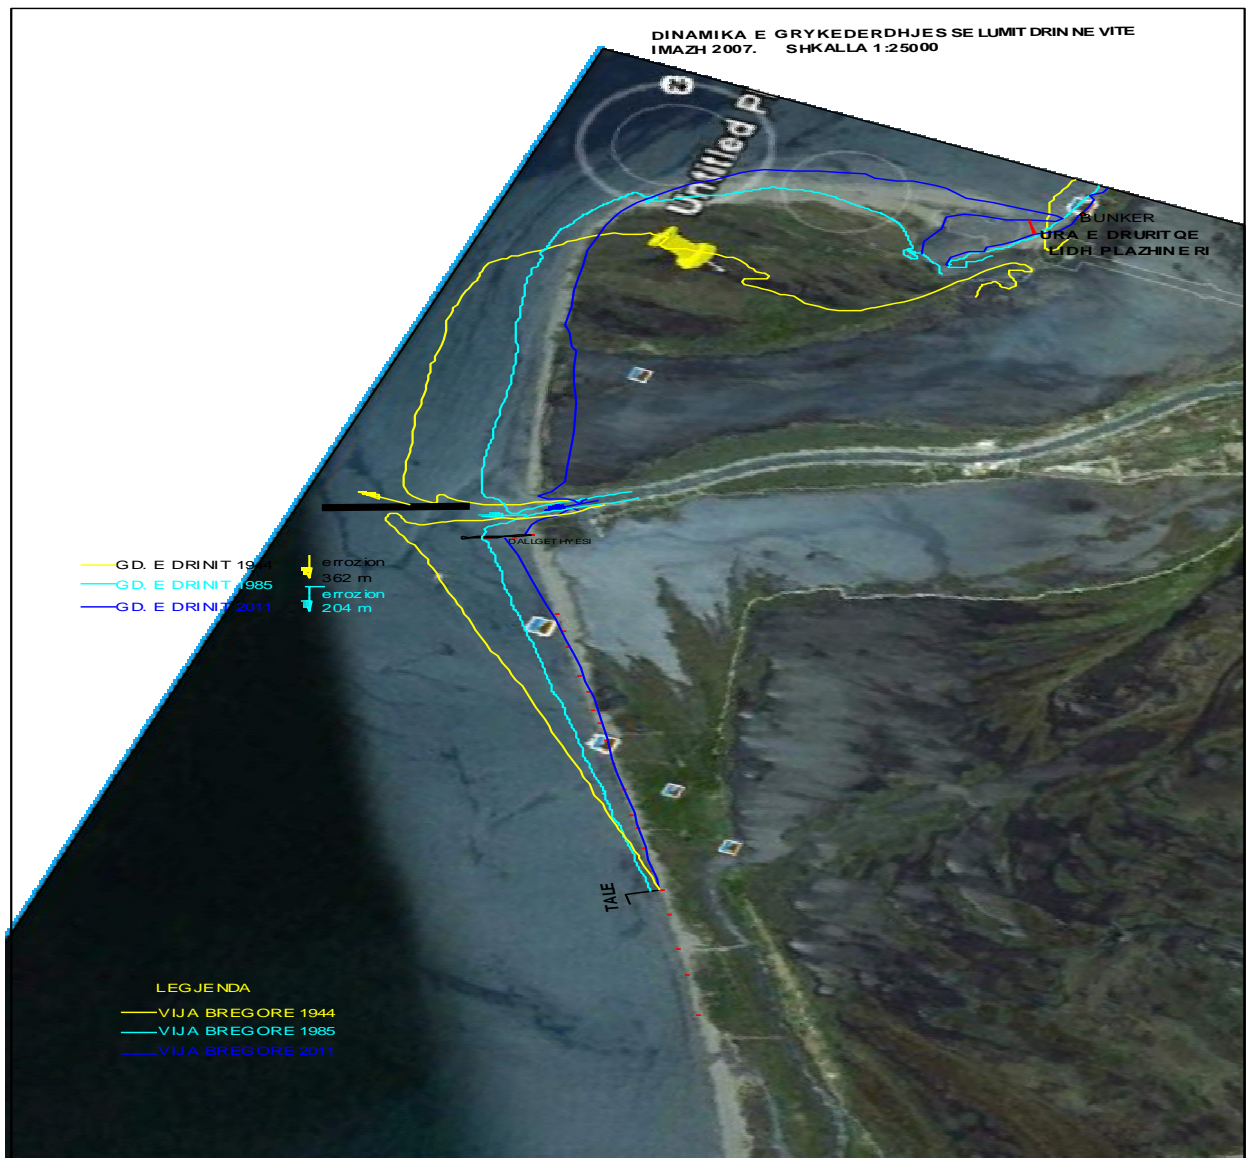 DINAMIKA E GRYKEDERDHJES SE LUMIT DRIN NE VITE
IMAZH 2007. SHKALLA 1:25000
Untitled Pl
BUNKER
URA E DRURIT QE
LIDH PLAZHIN E RI
DALLGETHYESI
GD. E DRINIT 1944
GD. E DRINIT 1985
GD. E DRINIT 2011
errozion
362 m
errozion
204 m
TALE
LEGJENDA
VIJA BREGORE 1944
VIJA BREGORE 1985
VIJA BREGORE 2011